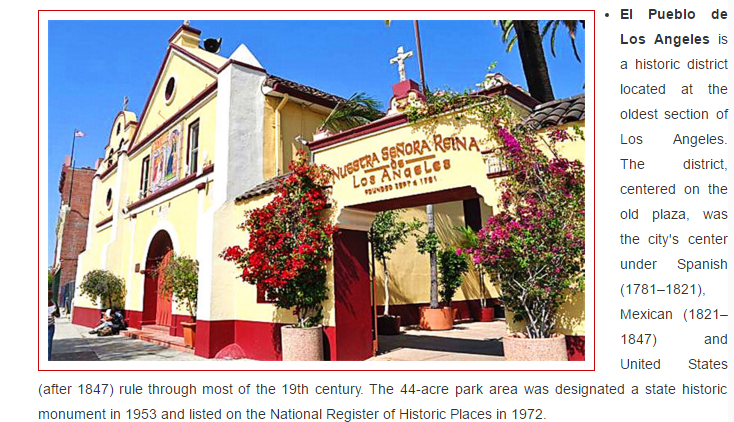 NUESTRA SEÑORA REINA
DE
LOS ANGELES
FOUNDED SEPT 4 1781
El Pueblo de
Los Angeles is
a historic district
located at the
oldest section of
Los Angeles.
The district,
centered on the
old plaza, was
the city's center
under Spanish
(1781–1821),
Mexican (1821–
1847) and
United States
(after 1847) rule through most of the 19th century. The 44-acre park area was designated a state historic
monument in 1953 and listed on the National Register of Historic Places in 1972.